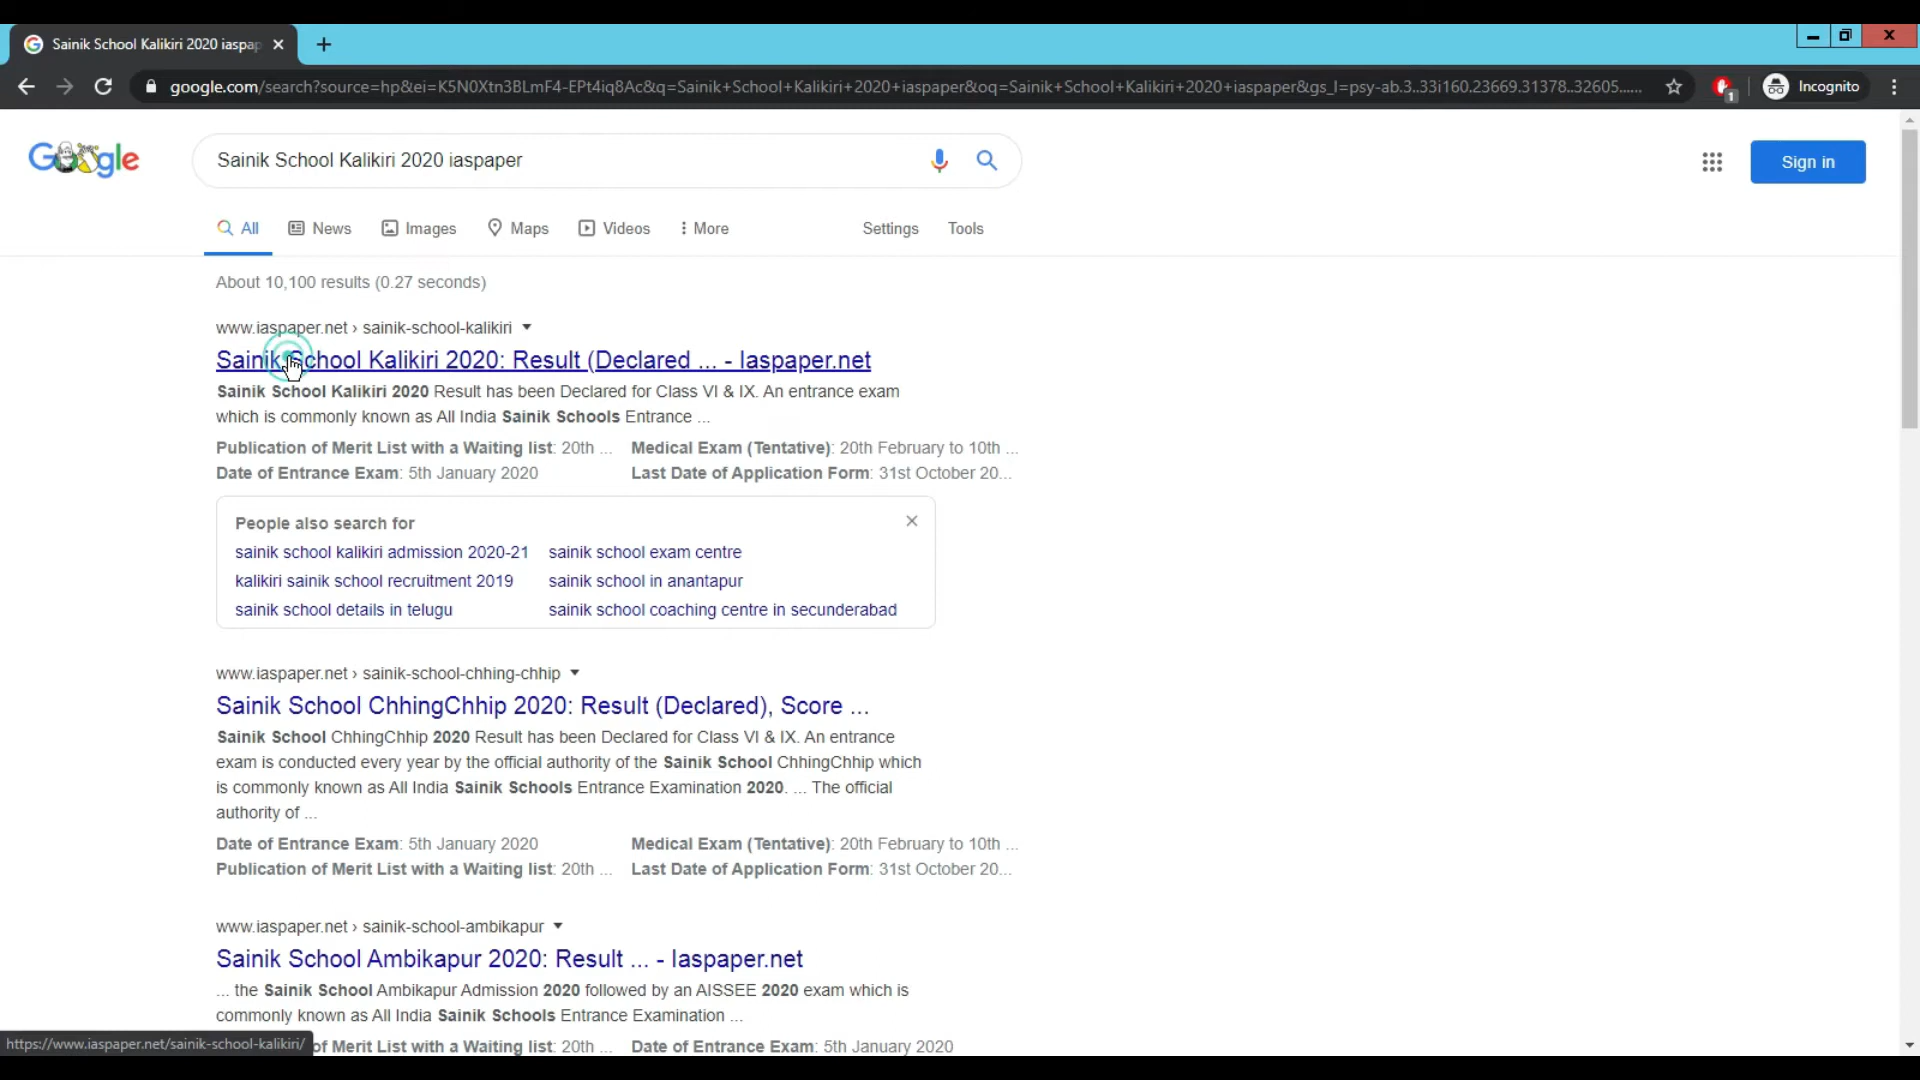 Sainik School Kalikiri 2020 iaspap
google.com/search?source=hp&ei=K5N0Xtn3BLmF4-EPt4iq8Ac&q=Sainik+School+Kalikiri+2020+iaspaper&oq=Sainik+School+Kalikiri+2020+iaspaper&gs_l=psy-ab.3..33i160.23669.31378..32605......
1
Incognito
Google
Sainik School Kalikiri 2020 iaspaper
Sign in
All
News
Images
Maps
Videos
More
Settings
Tools
About 10,100 results (0.27 seconds)
www.iaspaper.net › sainik-school-kalikiri
Sainik School Kalikiri 2020: Result (Declared ... - Iaspaper.net
Sainik School Kalikiri 2020 Result has been Declared for Class VI & IX. An entrance exam
which is commonly known as All India Sainik Schools Entrance ...
Publication of Merit List with a Waiting list: 20th ... Medical Exam (Tentative): 20th February to 10th ...
Date of Entrance Exam: 5th January 2020 Last Date of Application Form: 31st October 20...
People also search for
sainik school kalikiri admission 2020-21 sainik school exam centre
kalikiri sainik school recruitment 2019 sainik school in anantapur
sainik school details in telugu sainik school coaching centre in secunderabad
www.iaspaper.net › sainik-school-chhing-chhip
Sainik School ChhingChhip 2020: Result (Declared), Score ...
Sainik School ChhingChhip 2020 Result has been Declared for Class VI & IX. An entrance
exam is conducted every year by the official authority of the Sainik School ChhingChhip which
is commonly known as All India Sainik Schools Entrance Examination 2020. ... The official
authority of ...
Date of Entrance Exam: 5th January 2020 Medical Exam (Tentative): 20th February to 10th ...
Publication of Merit List with a Waiting list: 20th ... Last Date of Application Form: 31st October 20...
www.iaspaper.net › sainik-school-ambikapur
Sainik School Ambikapur 2020: Result ... - Iaspaper.net
... the Sainik School Ambikapur Admission 2020 followed by an AISSEE 2020 exam which is
commonly known as All India Sainik Schools Entrance Examination ...
of Merit List with a Waiting list: 20th ... Date of Entrance Exam: 5th January 2020
https://www.iaspaper.net/sainik-school-kalikiri/